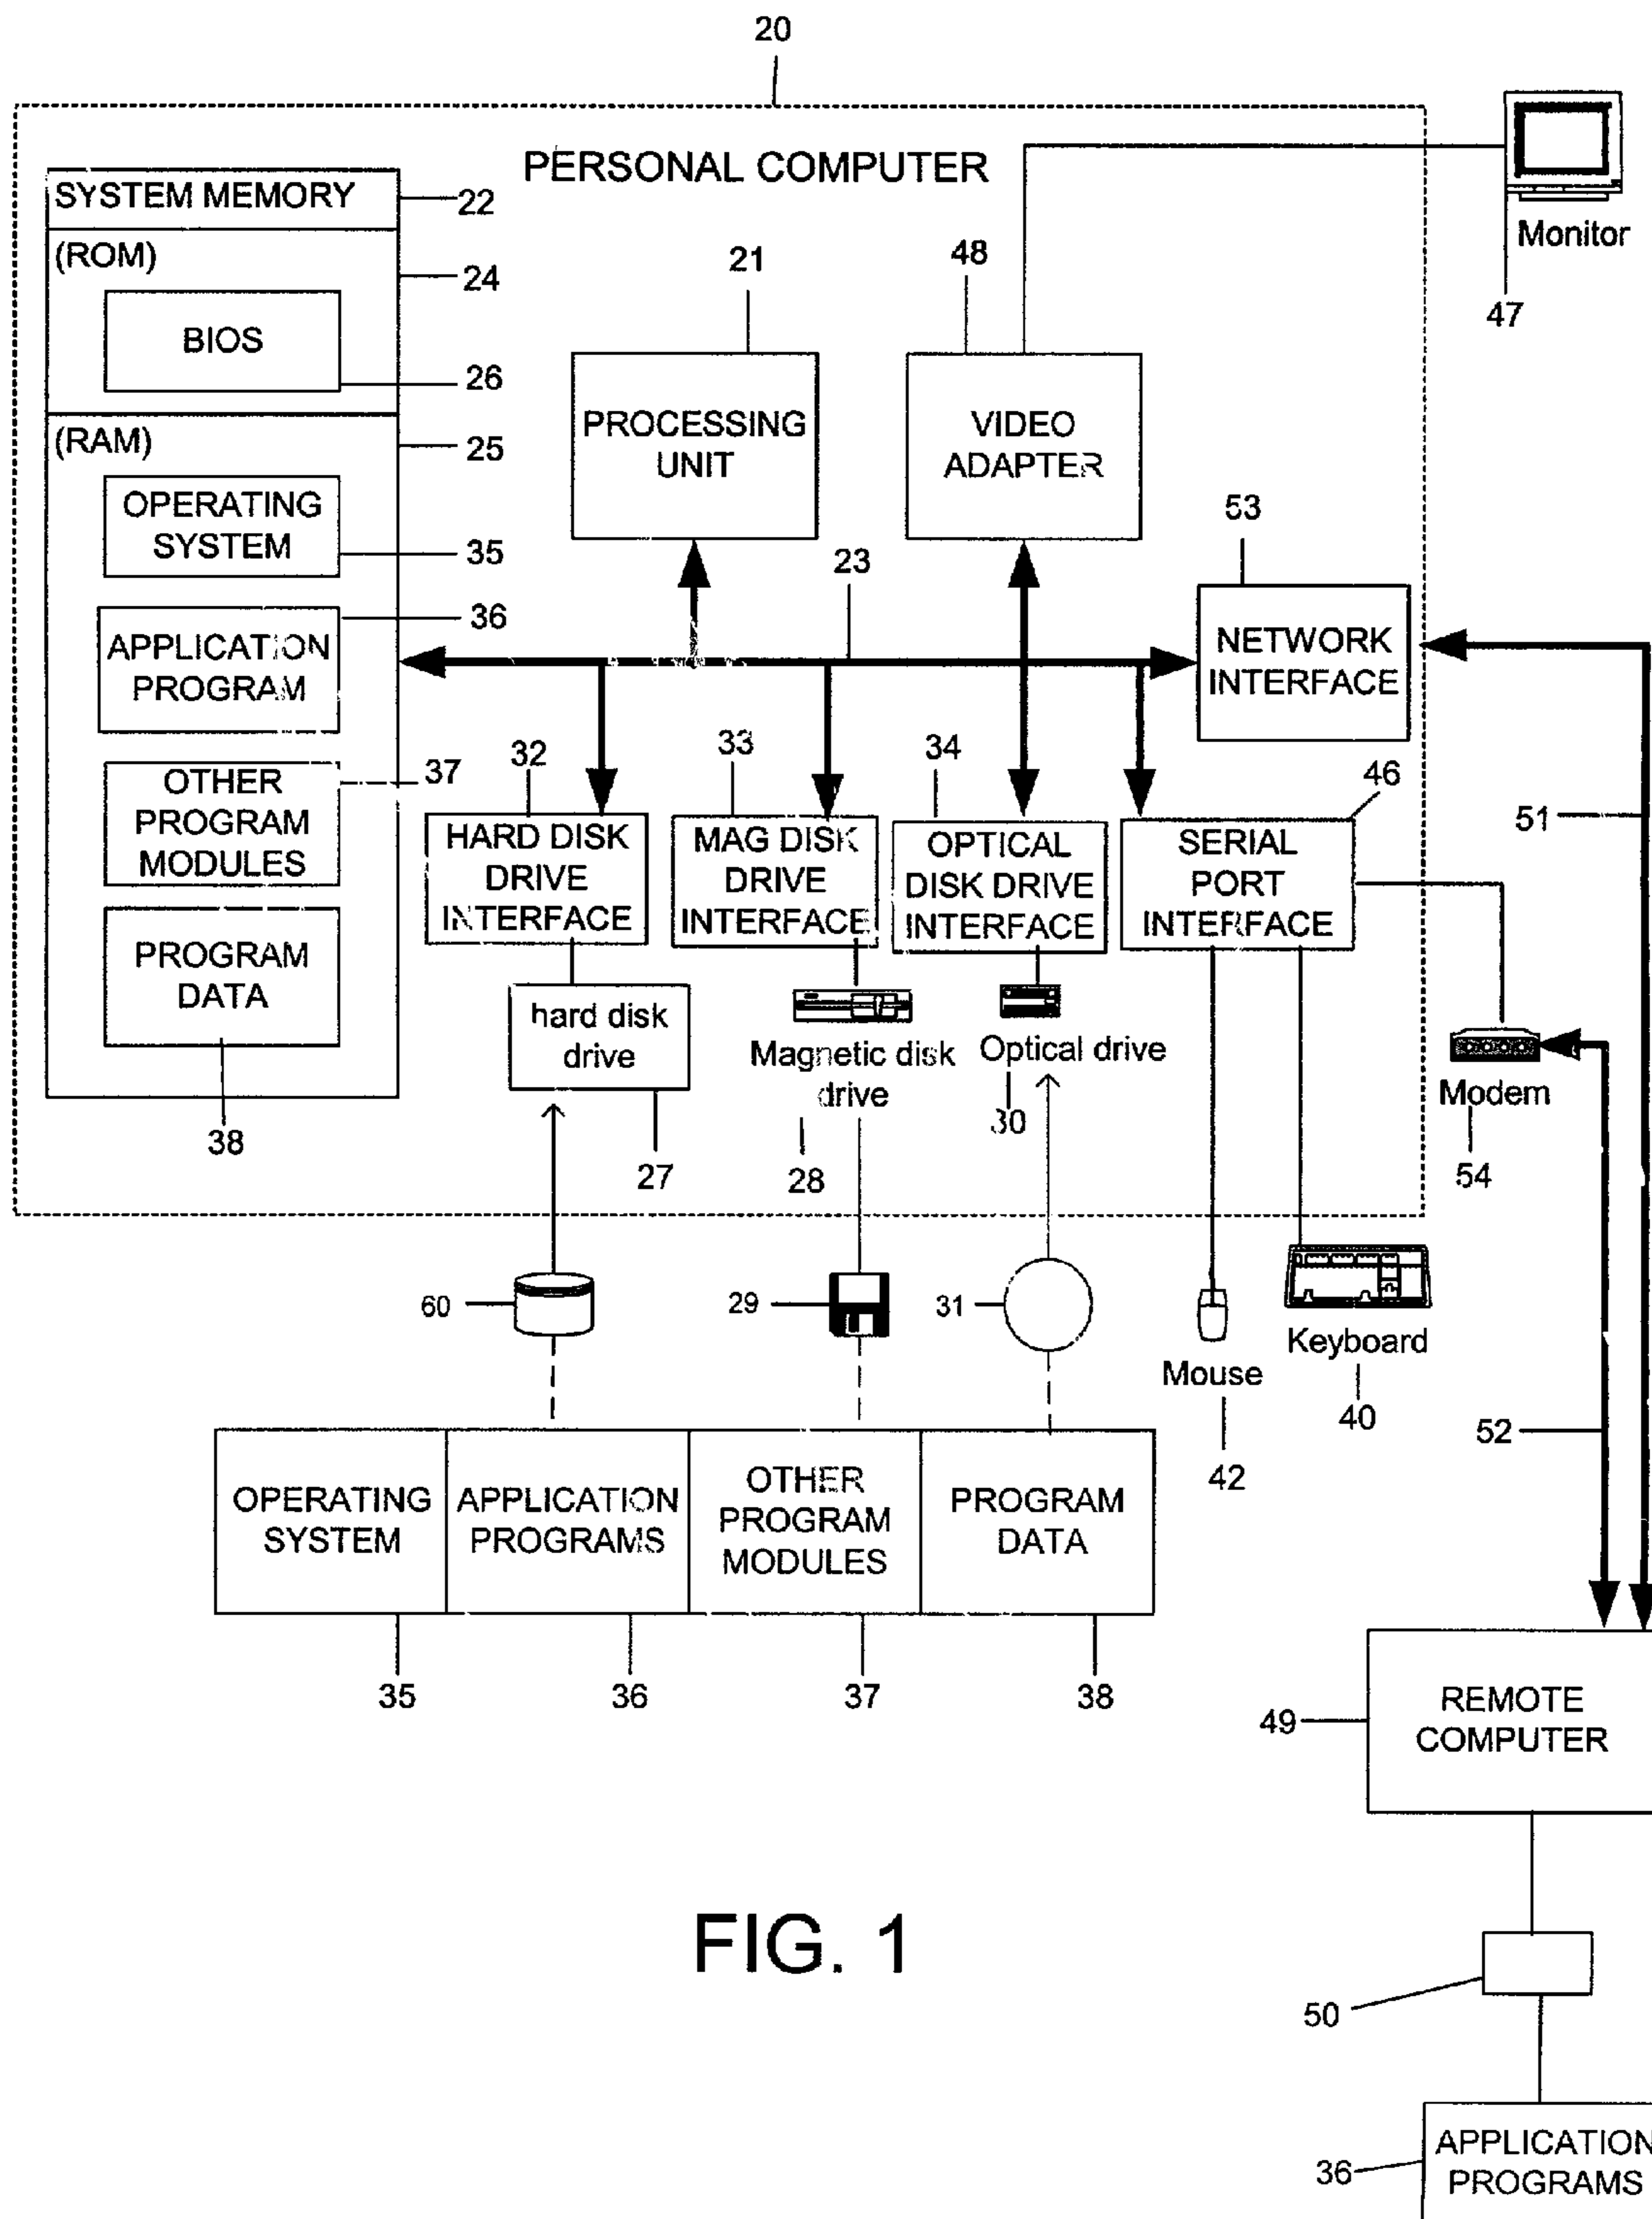 20
PERSONAL COMPUTER
SYSTEM MEMORY
22
(ROM)
24
BIOS
26
(RAM)
25
OPERATING
SYSTEM
35
APPLICATION
PROGRAM
36
OTHER
PROGRAM
MODULES
37
PROGRAM
DATA
38
21
PROCESSING
UNIT
48
VIDEO
ADAPTER
Monitor
47
23
53
NETWORK
INTERFACE
32
HARD DISK
DRIVE
INTERFACE
33
MAG DISK
DRIVE
INTERFACE
34
OPTICAL
DISK DRIVE
INTERFACE
46
SERIAL
PORT
INTERFACE
51
hard disk
drive
27
Magnetic disk
drive
28
Optical drive
30
Modem
54
60
29
31
Mouse
42
Keyboard
40
52
OPERATING
SYSTEM
APPLICATION
PROGRAMS
OTHER
PROGRAM
MODULES
PROGRAM
DATA
35
36
37
38
49
REMOTE
COMPUTER
50
36
APPLICATION
PROGRAMS
FIG. 1